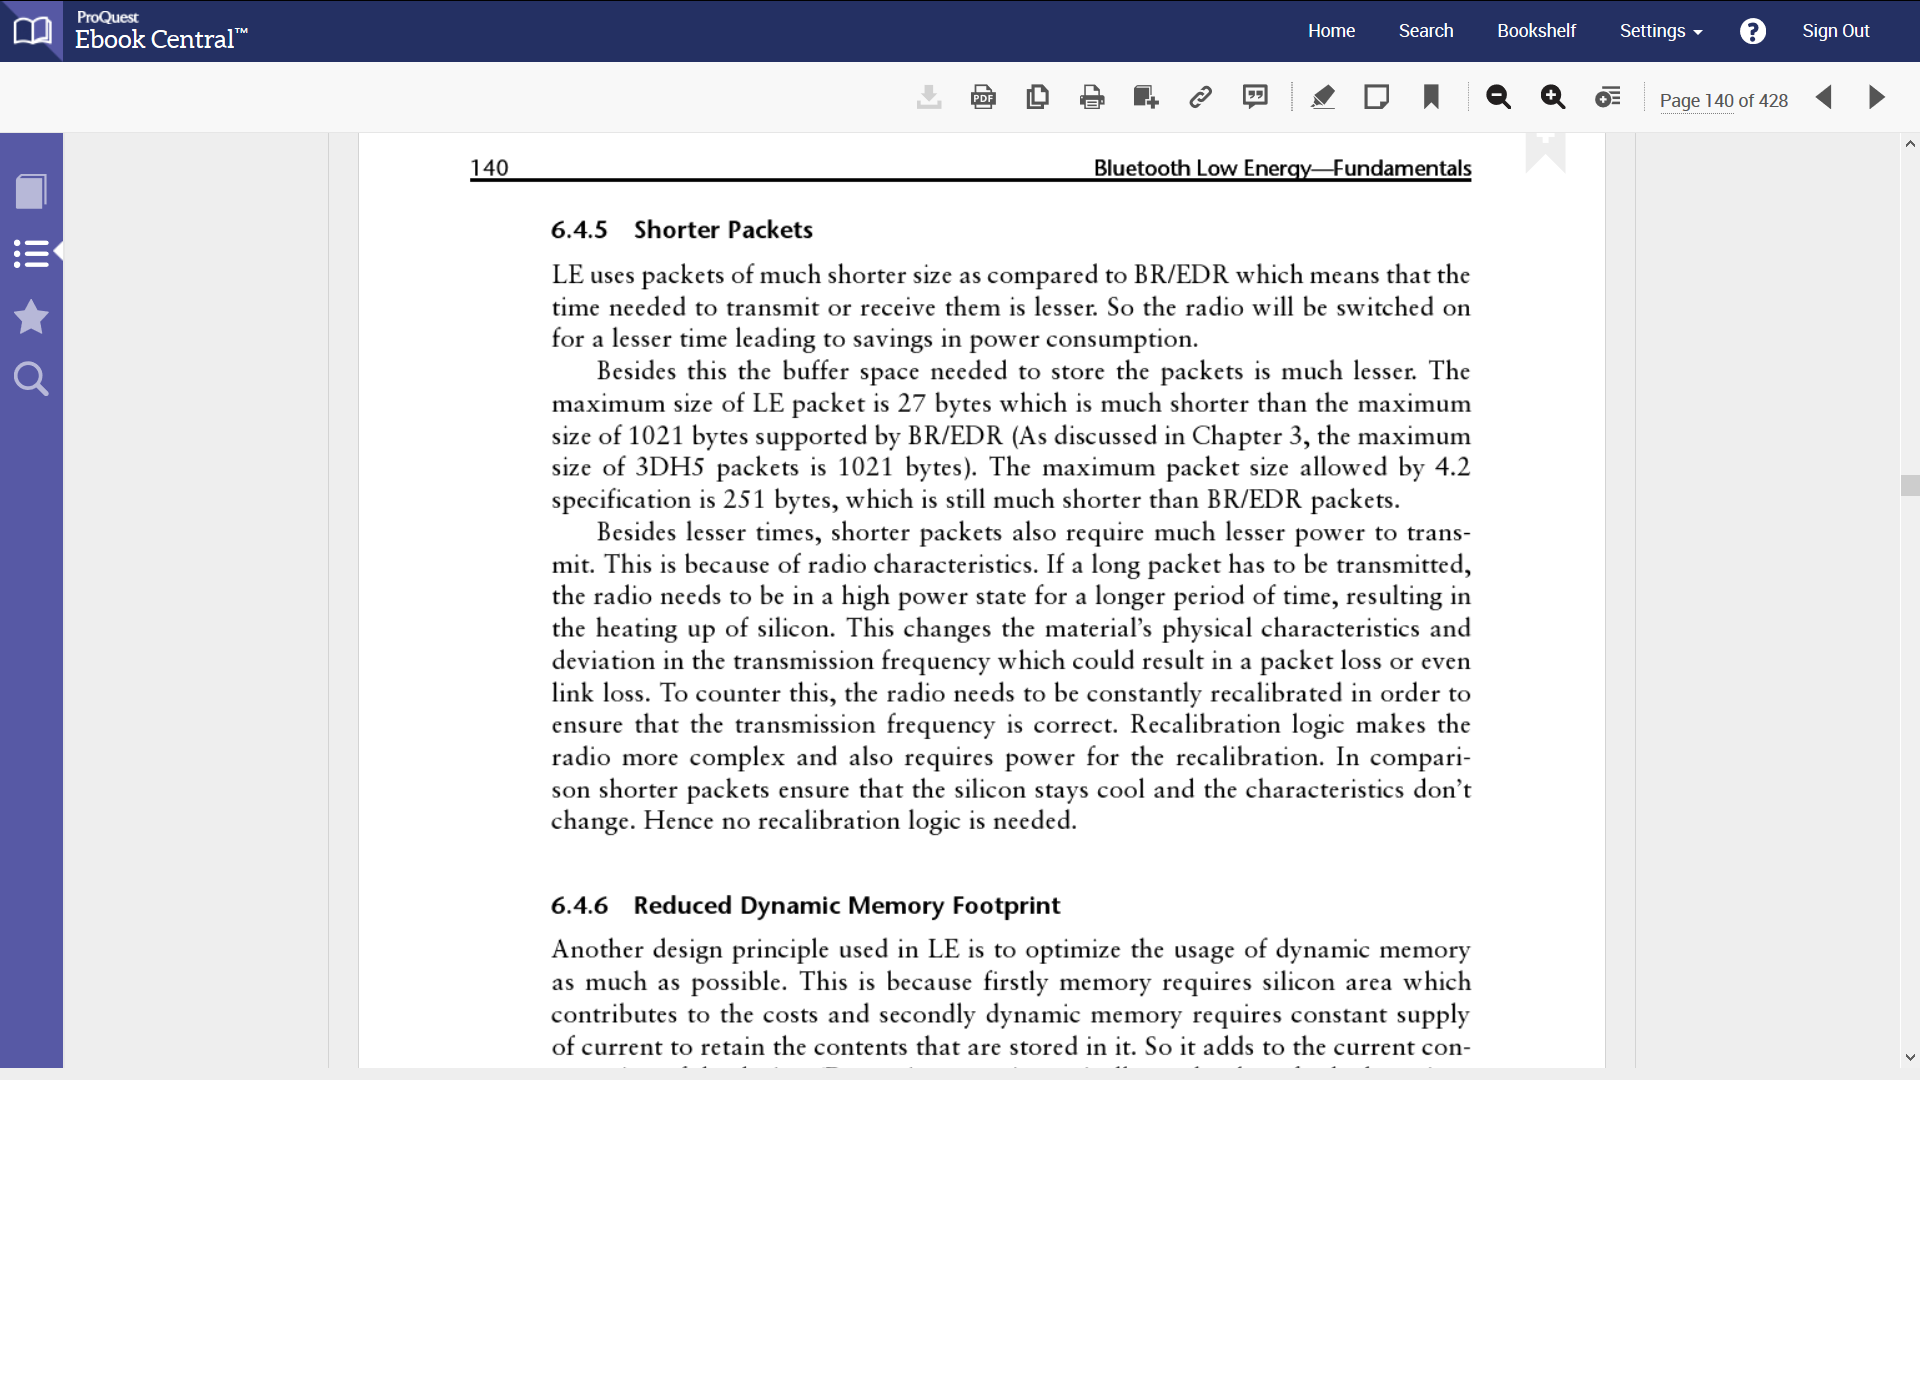 ProQuest
Ebook Central™
Home Search Bookshelf Settings ? Sign Out
PDF
Page 140 of 428
140 Bluetooth Low Energy—Fundamentals
6.4.5 Shorter Packets
LE uses packets of much shorter size as compared to BR/EDR which means that the
time needed to transmit or receive them is lesser. So the radio will be switched on
for a lesser time leading to savings in power consumption.
Besides this the buffer space needed to store the packets is much lesser. The
maximum size of LE packet is 27 bytes which is much shorter than the maximum
size of 1021 bytes supported by BR/EDR (As discussed in Chapter 3, the maximum
size of 3DH5 packets is 1021 bytes). The maximum packet size allowed by 4.2
specification is 251 bytes, which is still much shorter than BR/EDR packets.
Besides lesser times, shorter packets also require much lesser power to trans-
mit. This is because of radio characteristics. If a long packet has to be transmitted,
the radio needs to be in a high power state for a longer period of time, resulting in
the heating up of silicon. This changes the material's physical characteristics and
deviation in the transmission frequency which could result in a packet loss or even
link loss. To counter this, the radio needs to be constantly recalibrated in order to
ensure that the transmission frequency is correct. Recalibration logic makes the
radio more complex and also requires power for the recalibration. In compari-
son shorter packets ensure that the silicon stays cool and the characteristics don't
change. Hence no recalibration logic is needed.
6.4.6 Reduced Dynamic Memory Footprint
Another design principle used in LE is to optimize the usage of dynamic memory
as much as possible. This is because firstly memory requires silicon area which
contributes to the costs and secondly dynamic memory requires constant supply
of current to retain the contents that are stored in it. So it adds to the current con-